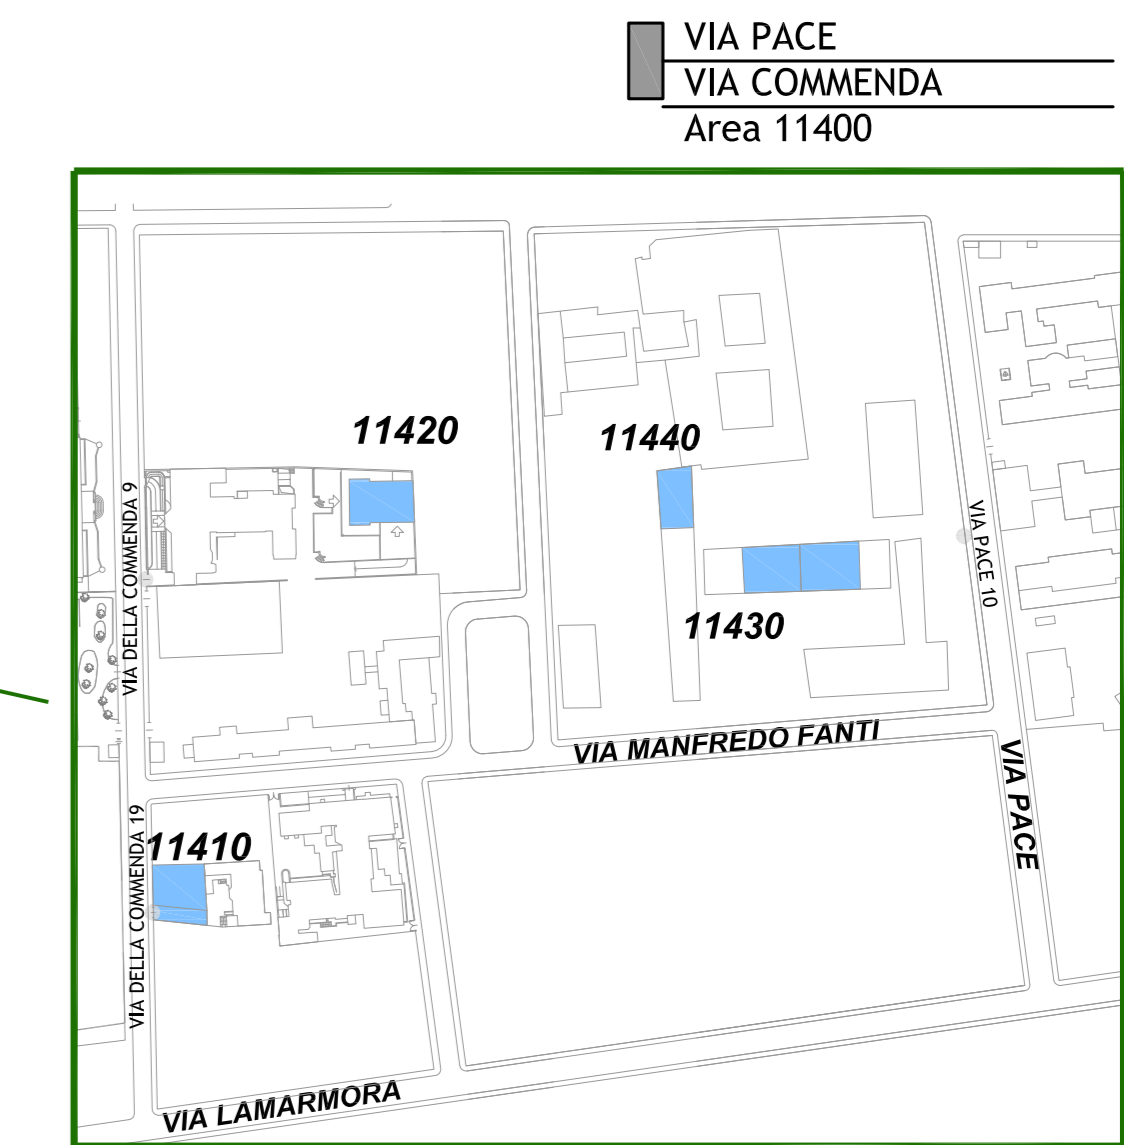 VIA PACE
VIA COMMENDA
Area 11400
11420
11440
VIA DELLA COMMENDA 9
VIA PACE 10
11430
VIA MANFREDO FANTI
VIA PACE
VIA DELLA COMMENDA 19
11410
VIA LAMARMORA